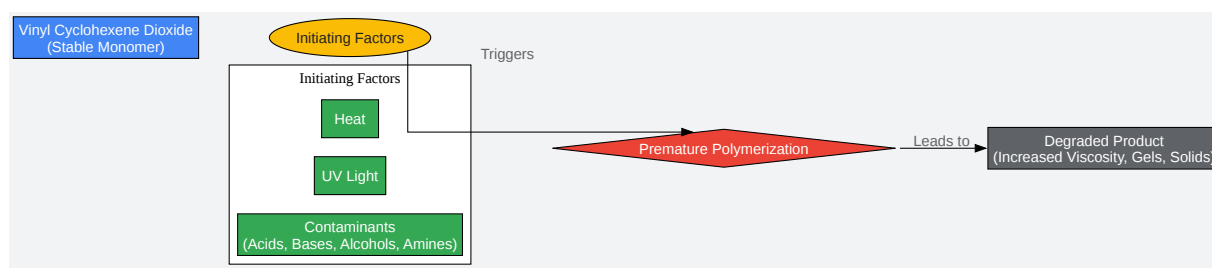 Vinyl Cyclohexene Dioxide
(Stable Monomer)
Initiating Factors
Triggers
Initiating Factors
Heat
UV Light
Contaminants
(Acids, Bases, Alcohols, Amines)
Premature Polymerization
Leads to
Degraded Product
(Increased Viscosity, Gels, Solids)